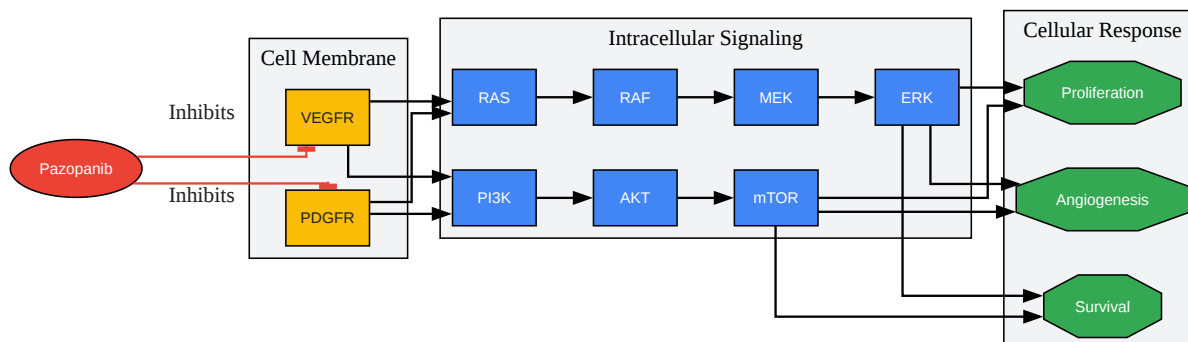 Cellular Response
Intracellular Signaling
Cell Membrane
Inhibits
VEGFR
RAS
RAF
MEK
ERK
Proliferation
Pazopanib
Inhibits
PDGFR
PI3K
AKT
mTOR
Angiogenesis
Survival